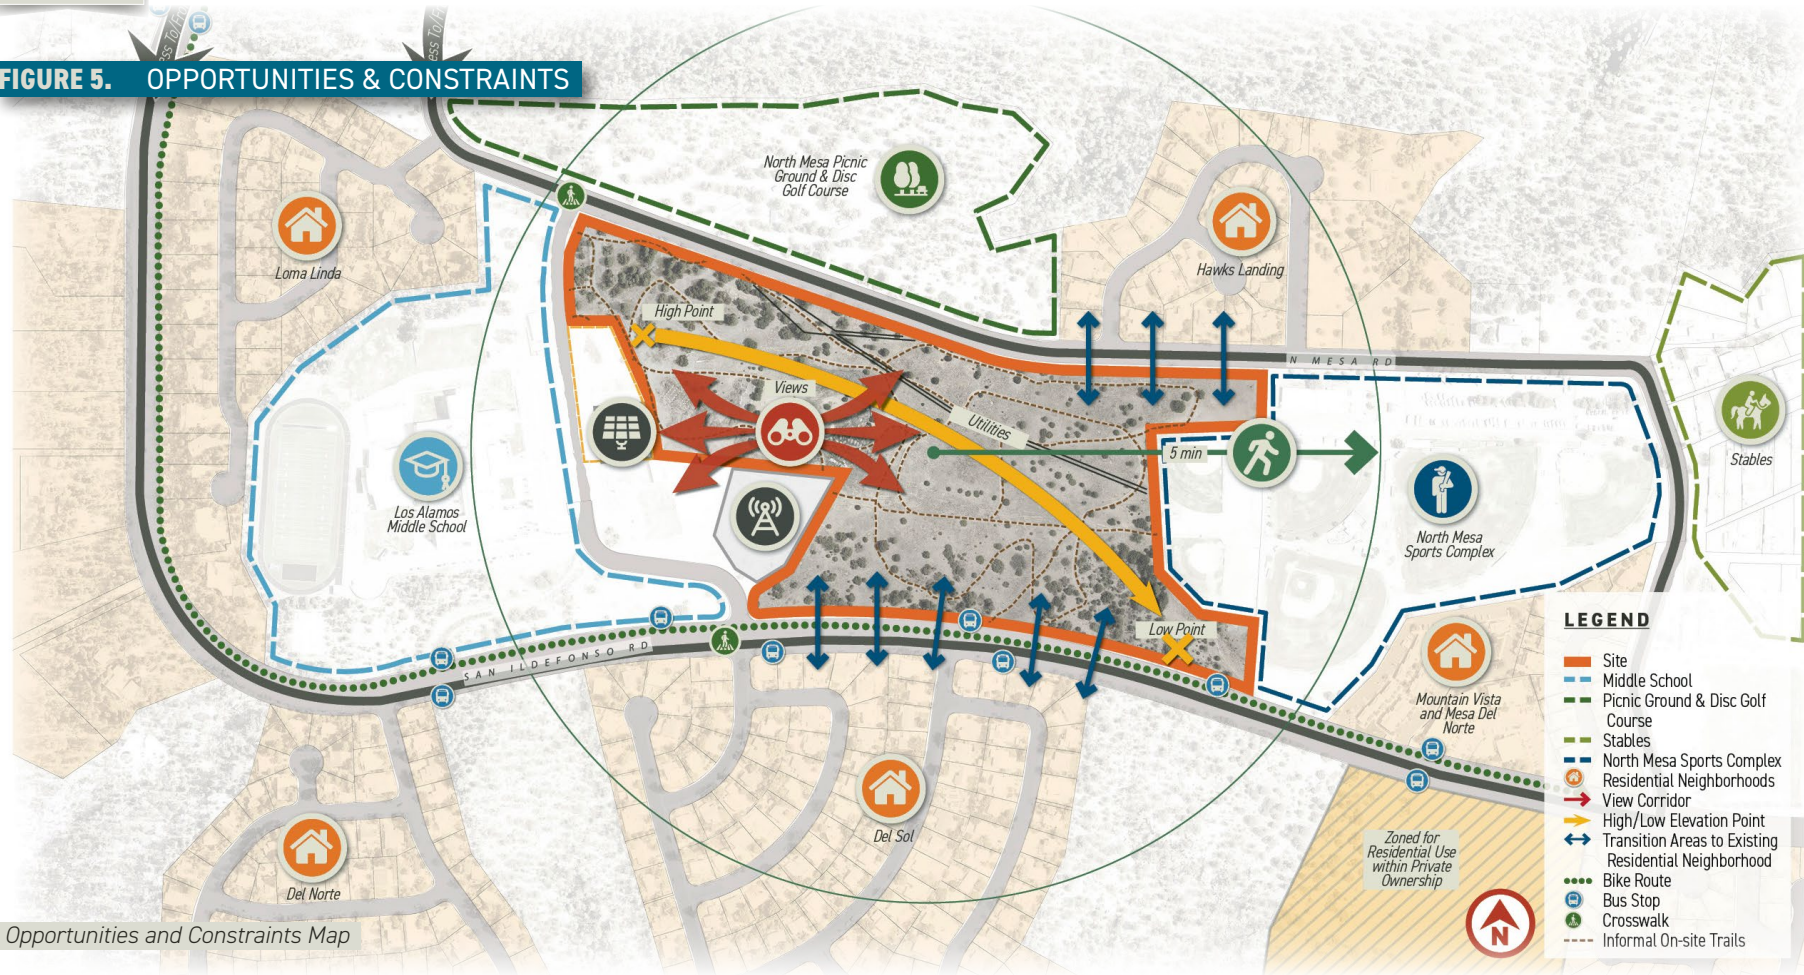 ess To/F
ess To/F
FIGURE 5. OPPORTUNITIES & CONSTRAINTS
North Mesa Picnic
Ground & Disc
Golf Course
Loma Linda
Hawks Landing
High Point
N MESA RD
Views
Utilities
5 min
Stables
Los Alamos
Middle School
North Mesa
Sports Complex
Low Point
SAN ILDEFONSO RD
Mountain Vista
and Mesa Del
Norte
Del Sol
Del Norte
Zoned for
Residential Use
within Private
Ownership
N
LEGEND
Site
Middle School
Picnic Ground & Disc Golf
Course
Stables
North Mesa Sports Complex
Residential Neighborhoods
View Corridor
High/Low Elevation Point
Transition Areas to Existing
Residential Neighborhood
Bike Route
Bus Stop
Crosswalk
Informal On-site Trails
Opportunities and Constraints Map